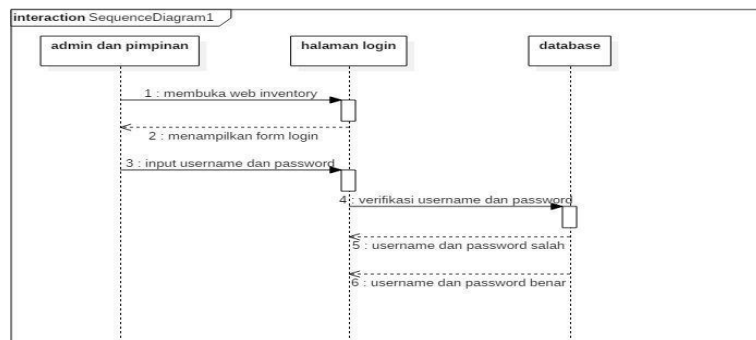 interaction SequenceDiagram1
admin dan pimpinan
halaman login
database
1 : membuka web inventory
2 : menampilkan form login
3 : input username dan password
4 : verifikasi username dan password
5 : username dan password salah
6 : username dan password benar